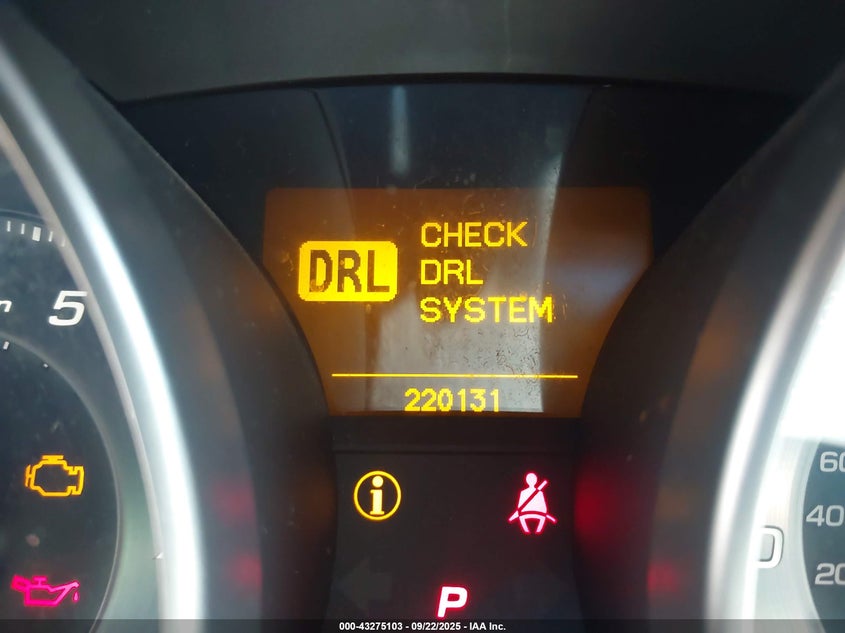 DRL
CHECK
DRL
SYSTEM
5
220131
i
P
60
40
20
000-43275103 - 09/22/2025 - IAA Inc.